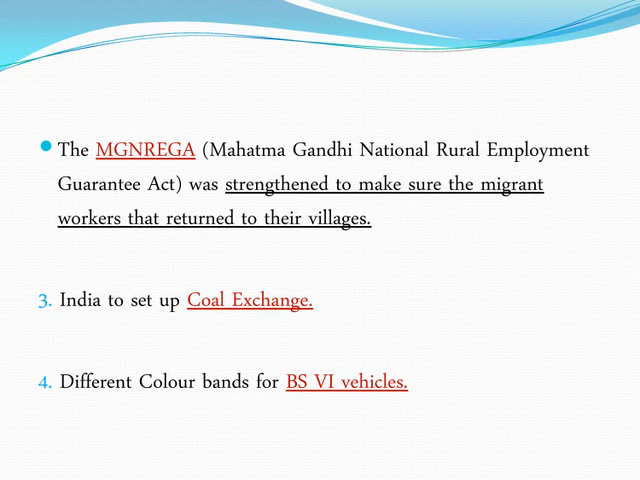 The MGNREGA (Mahatma Gandhi National Rural Employment
Guarantee Act) was strengthened to make sure the migrant
workers that returned to their villages.
3. India to set up Coal Exchange.
4. Different Colour bands for BS VI vehicles.